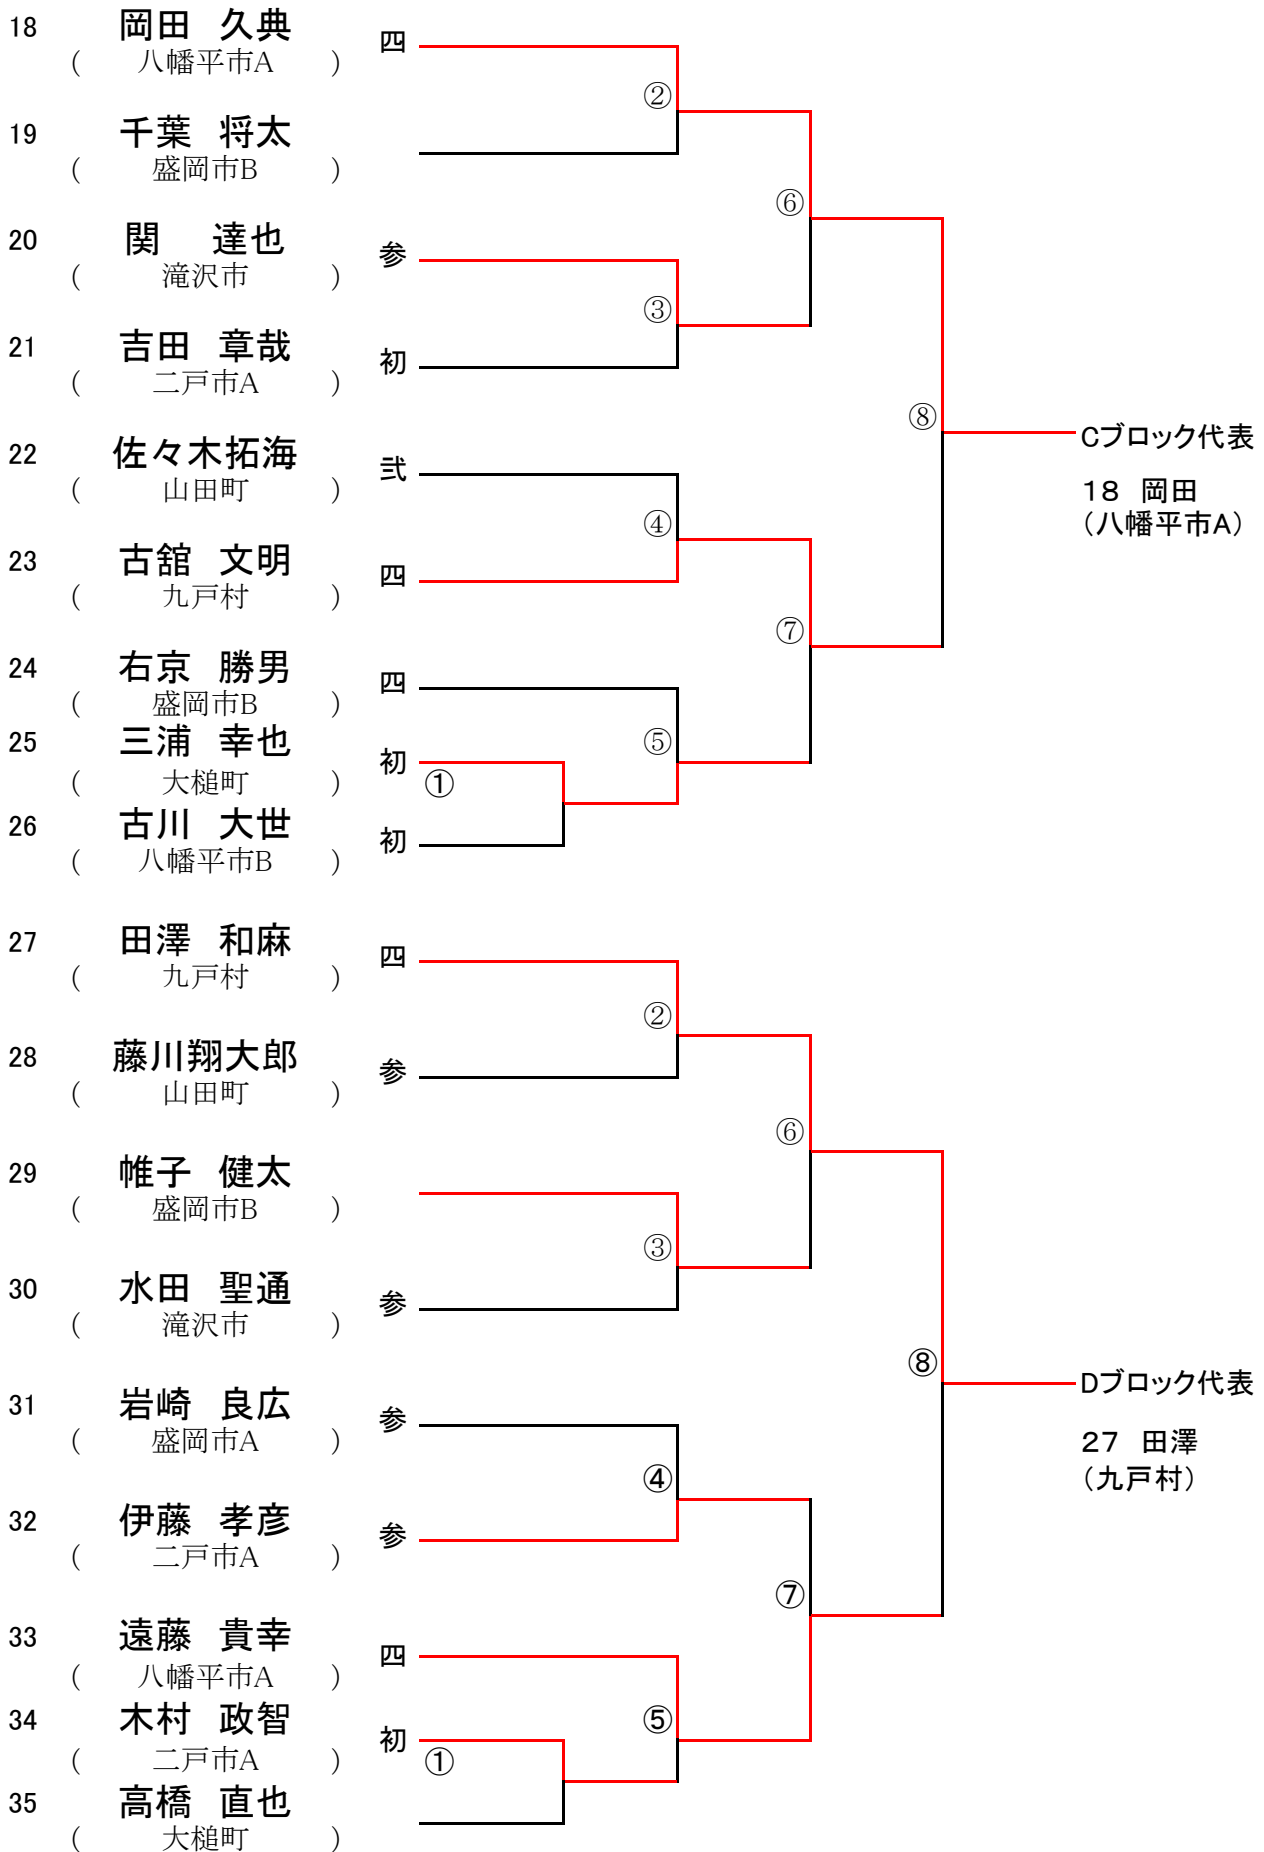 18 岡田 久典 四
( 八幡平市A )
②
19 千葉 将太
( 盛岡市B )
⑥
20 関 達也 参
( 滝沢市 )
③
21 吉田 章哉 初
( 二戸市A )
⑧ Cブロック代表
22 佐々木拓海 弐
( 山田町 )
18 岡田
(八幡平市A)
④
23 古舘 文明 四
( 九戸村 )
⑦
24 右京 勝男 四
( 盛岡市B )
25 三浦 幸也 初
⑤
( 大槌町 ) ①
26 古川 大世 初
( 八幡平市B )
27 田澤 和麻 四
( 九戸村 )
②
28 藤川翔大郎 参
( 山田町 )
⑥
29 帷子 健太
( 盛岡市B )
③
30 水田 聖通 参
( 滝沢市 )
⑧ Dブロック代表
31 岩崎 良広 参
( 盛岡市A )
27 田澤
(九戸村)
④
32 伊藤 孝彦 参
( 二戸市A )
⑦
33 遠藤 貴幸 四
( 八幡平市A )
34 木村 政智 初
⑤
( 二戸市A ) ①
35 高橋 直也
( 大槌町 )